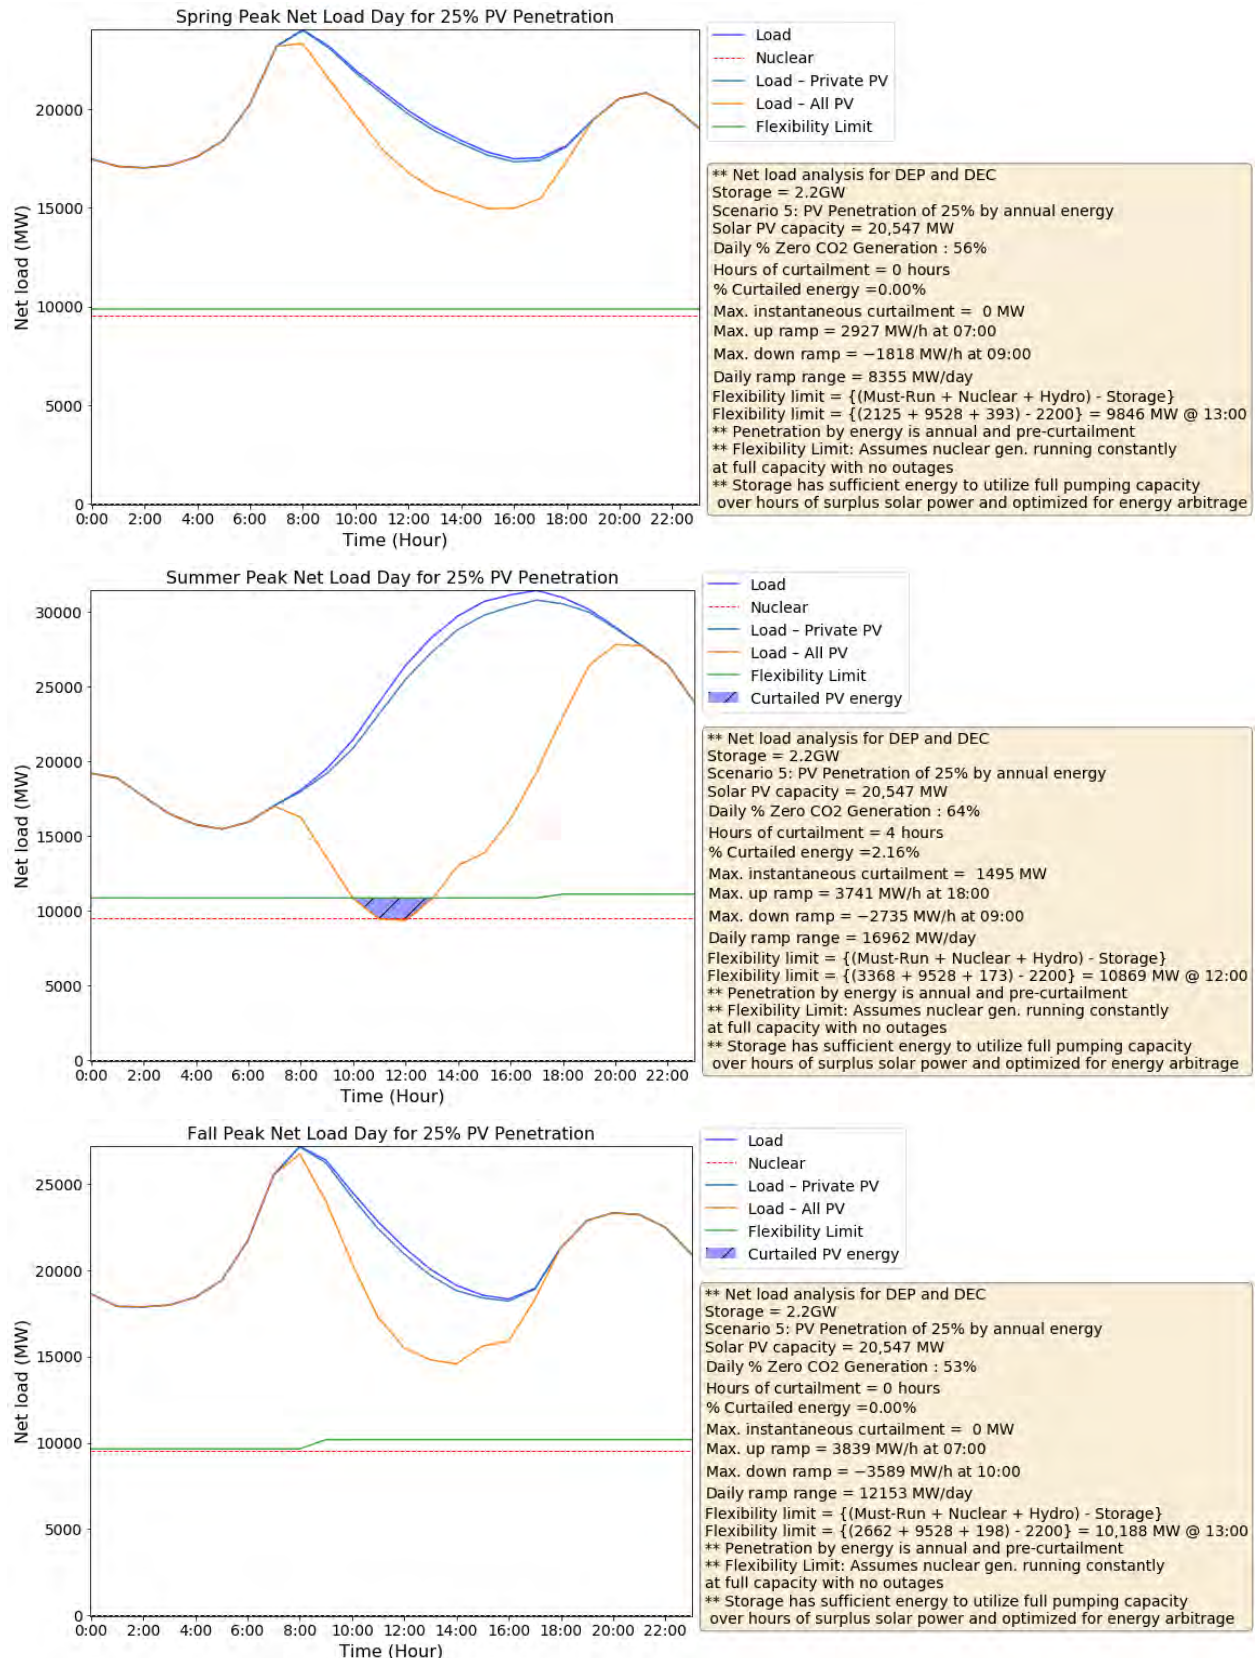 Spring Peak Net Load Day for 25% PV Penetration
Net load (MW)
20000
15000
10000
5000
0
0:00 2:00 4:00 6:00 8:00 10:00 12:00 14:00 16:00 18:00 20:00 22:00
Time (Hour)
Load
Nuclear
Load – Private PV
Load – All PV
Flexibility Limit
** Net load analysis for DEP and DEC
Storage = 2.2GW
Scenario 5: PV Penetration of 25% by annual energy
Solar PV capacity = 20,547 MW
Daily % Zero CO2 Generation : 56%
Hours of curtailment = 0 hours
% Curtailed energy =0.00%
Max. instantaneous curtailment =  0 MW
Max. up ramp = 2927 MW/h at 07:00
Max. down ramp = −1818 MW/h at 09:00
Daily ramp range = 8355 MW/day
Flexibility limit = {(Must-Run + Nuclear + Hydro) - Storage}
Flexibility limit = {(2125 + 9528 + 393) - 2200} = 9846 MW @ 13:00
** Penetration by energy is annual and pre-curtailment
** Flexibility Limit: Assumes nuclear gen. running constantly
at full capacity with no outages
** Storage has sufficient energy to utilize full pumping capacity
over hours of surplus solar power and optimized for energy arbitrage
Summer Peak Net Load Day for 25% PV Penetration
Net load (MW)
30000
25000
20000
15000
10000
5000
0
0:00 2:00 4:00 6:00 8:00 10:00 12:00 14:00 16:00 18:00 20:00 22:00
Time (Hour)
Load
Nuclear
Load – Private PV
Load – All PV
Flexibility Limit
Curtailed PV energy
** Net load analysis for DEP and DEC
Storage = 2.2GW
Scenario 5: PV Penetration of 25% by annual energy
Solar PV capacity = 20,547 MW
Daily % Zero CO2 Generation : 64%
Hours of curtailment = 4 hours
% Curtailed energy =2.16%
Max. instantaneous curtailment =  1495 MW
Max. up ramp = 3741 MW/h at 18:00
Max. down ramp = −2735 MW/h at 09:00
Daily ramp range = 16962 MW/day
Flexibility limit = {(Must-Run + Nuclear + Hydro) - Storage}
Flexibility limit = {(3368 + 9528 + 173) - 2200} = 10869 MW @ 12:00
** Penetration by energy is annual and pre-curtailment
** Flexibility Limit: Assumes nuclear gen. running constantly
at full capacity with no outages
** Storage has sufficient energy to utilize full pumping capacity
over hours of surplus solar power and optimized for energy arbitrage
Fall Peak Net Load Day for 25% PV Penetration
Net load (MW)
25000
20000
15000
10000
5000
0
0:00 2:00 4:00 6:00 8:00 10:00 12:00 14:00 16:00 18:00 20:00 22:00
Time (Hour)
Load
Nuclear
Load – Private PV
Load – All PV
Flexibility Limit
Curtailed PV energy
** Net load analysis for DEP and DEC
Storage = 2.2GW
Scenario 5: PV Penetration of 25% by annual energy
Solar PV capacity = 20,547 MW
Daily % Zero CO2 Generation : 53%
Hours of curtailment = 0 hours
% Curtailed energy =0.00%
Max. instantaneous curtailment =  0 MW
Max. up ramp = 3839 MW/h at 07:00
Max. down ramp = −3589 MW/h at 10:00
Daily ramp range = 12153 MW/day
Flexibility limit = {(Must-Run + Nuclear + Hydro) - Storage}
Flexibility limit = {(2662 + 9528 + 198) - 2200} = 10,188 MW @ 13:00
** Penetration by energy is annual and pre-curtailment
** Flexibility Limit: Assumes nuclear gen. running constantly
at full capacity with no outages
** Storage has sufficient energy to utilize full pumping capacity
over hours of surplus solar power and optimized for energy arbitrage